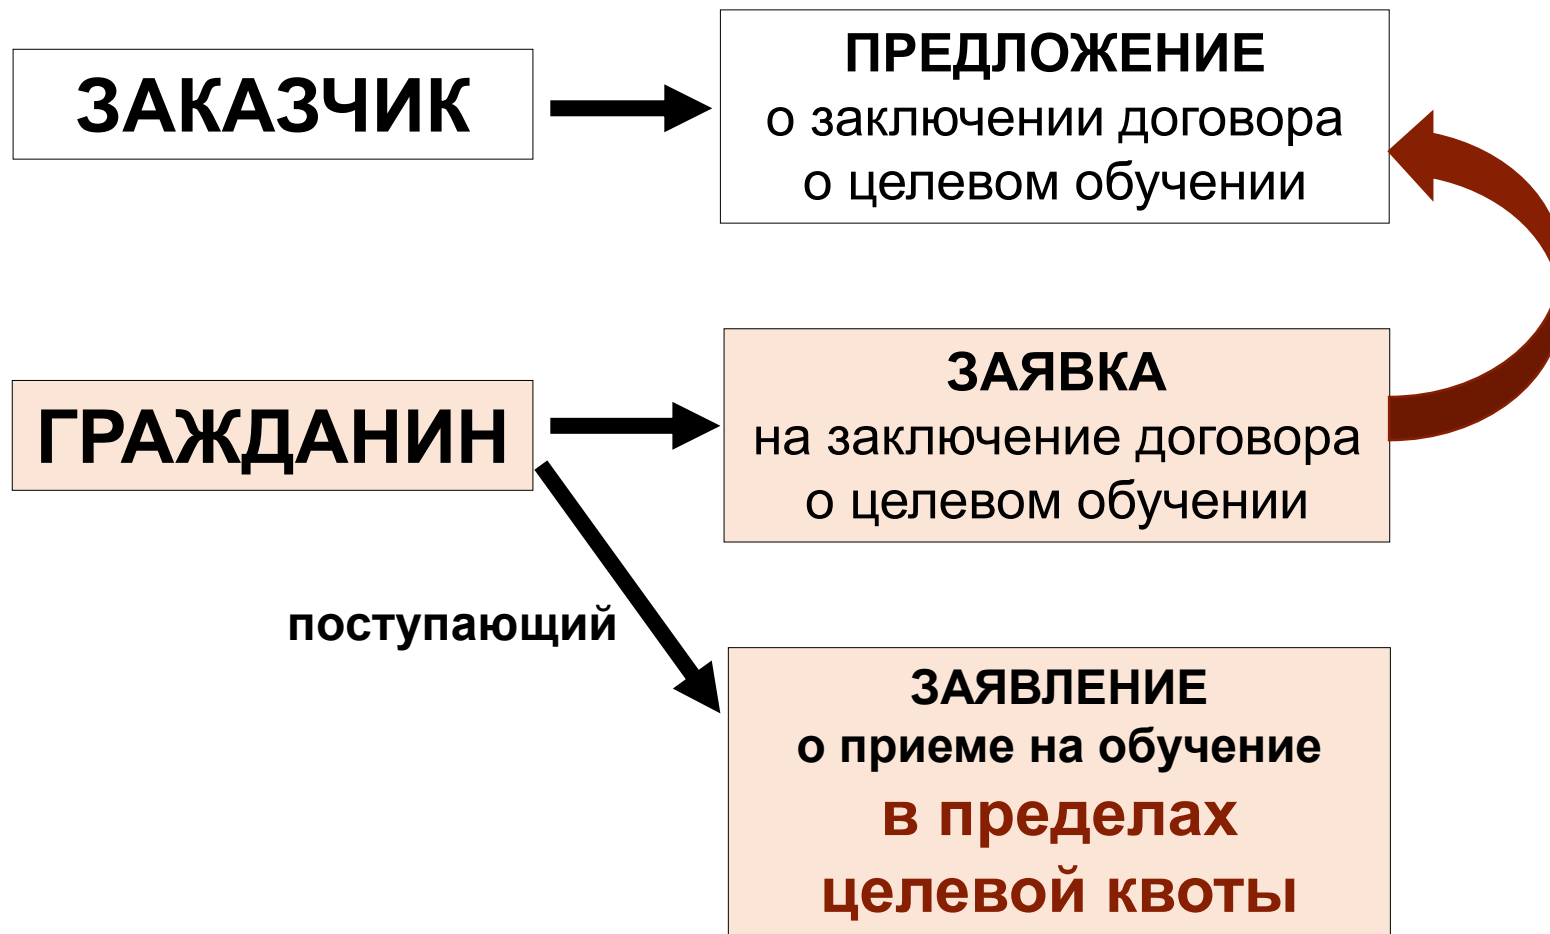 ЗАКАЗЧИК
ПРЕДЛОЖЕНИЕ
о заключении договора
о целевом обучении
ГРАЖДАНИН
ЗАЯВКА
на заключение договора
о целевом обучении
поступающий
ЗАЯВЛЕНИЕ
о приеме на обучение
в пределах
целевой квоты